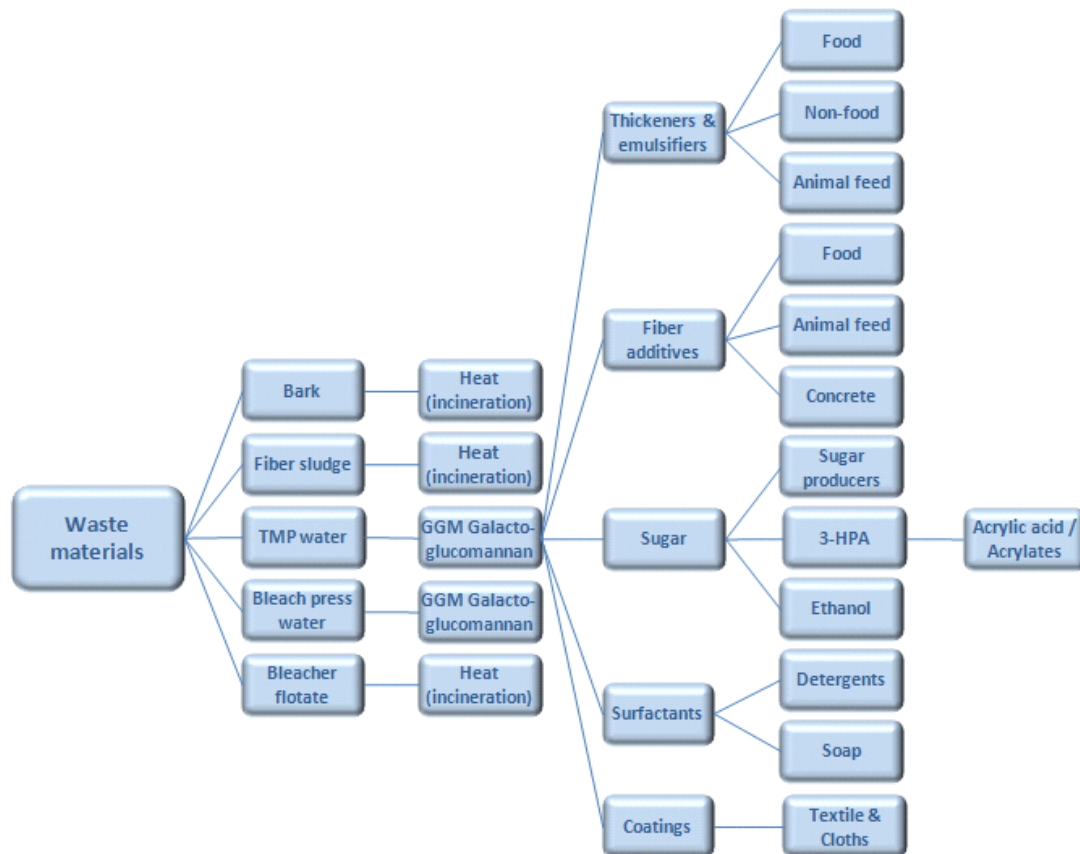 Waste
materials
Bark
Fiber sludge
TMP water
Bleach press
water
Bleacher
flotate
Heat
(incineration)
Heat
(incineration)
GGM Galacto-
glucomannan
GGM Galacto-
glucomannan
Heat
(incineration)
Thickeners &
emulsifiers
Fiber
additives
Sugar
Surfactants
Coatings
Food
Non-food
Animal feed
Food
Animal feed
Concrete
Sugar
producers
3-HPA
Ethanol
Detergents
Soap
Textile &
Cloths
Acrylic acid /
Acrylates